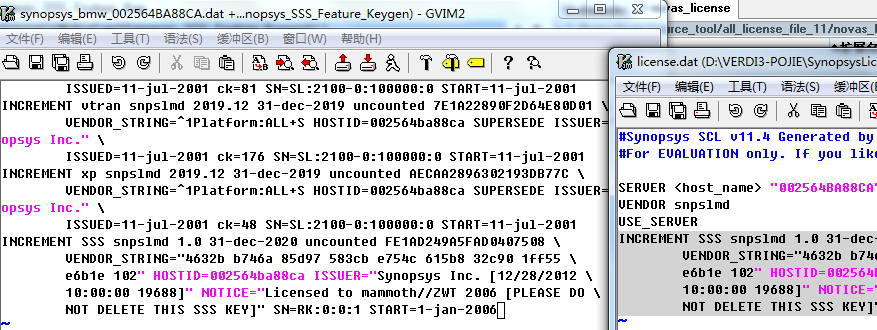 synopsys_bmw_002564BA88CA.dat +...nopsys_SSS_Feature_Keygen) - GVIM2
文件(F) 编辑(E) 工具(T) 语法(S) 缓冲区(B) 窗口(W) 帮助(H)
ISSUED=11-jul-2001 ck=81 SN=SL:2100-0:100000:0 START=11-jul-2001
INCREMENT vtran snpslmd 2019.12 31-dec-2019 uncounted 7E1A22890F2D64E80D01 \
VENDOR_STRING=^1Platform:ALL+S HOSTID=002564ba88ca SUPERSEDE ISSUER=
opsys Inc." \
ISSUED=11-jul-2001 ck=176 SN=SL:2100-0:100000:0 START=11-jul-2001
INCREMENT xp snpslmd 2019.12 31-dec-2019 uncounted AECAA2896302193DB77C \
VENDOR_STRING=^1Platform:ALL+S HOSTID=002564ba88ca SUPERSEDE ISSUER=
opsys Inc." \
ISSUED=11-jul-2001 ck=48 SN=SL:2100-0:100000:0 START=11-jul-2001
INCREMENT SSS snpslmd 1.0 31-dec-2020 uncounted FE1AD249A5FAD0407508 \
VENDOR_STRING="4632b b746a 85d97 583cb e754c 615b8 32c90 1ff55 \
e6b1e 102" HOSTID=002564ba88ca ISSUER="Synopsys Inc. [12/28/2012 \
10:00:00 19688]" NOTICE="Licensed to mammoth//ZWT 2006 [PLEASE DO \
NOT DELETE THIS SSS KEY]" SN=RK:0:0:1 START=1-jan-2006
~
as_license
urce_tool/all_license_file_11/novas_l
license.dat (D:\VERDI3-POJIE\SynopsysLic
文件(F) 编辑(E) 工具(T) 语法(S) 缓冲
#Synopsys SCL v11.4 Generated by
#For EVALUATION only. If you like
SERVER <host_name> "002564BA88CA"
VENDOR snpslmd
USE_SERVER
INCREMENT SSS snpslmd 1.0 31-dec-
VENDOR_STRING="4632b b746
e6b1e 102" HOSTID=002564b
10:00:00 19688]" NOTICE="
NOT DELETE THIS SSS KEY]"
~